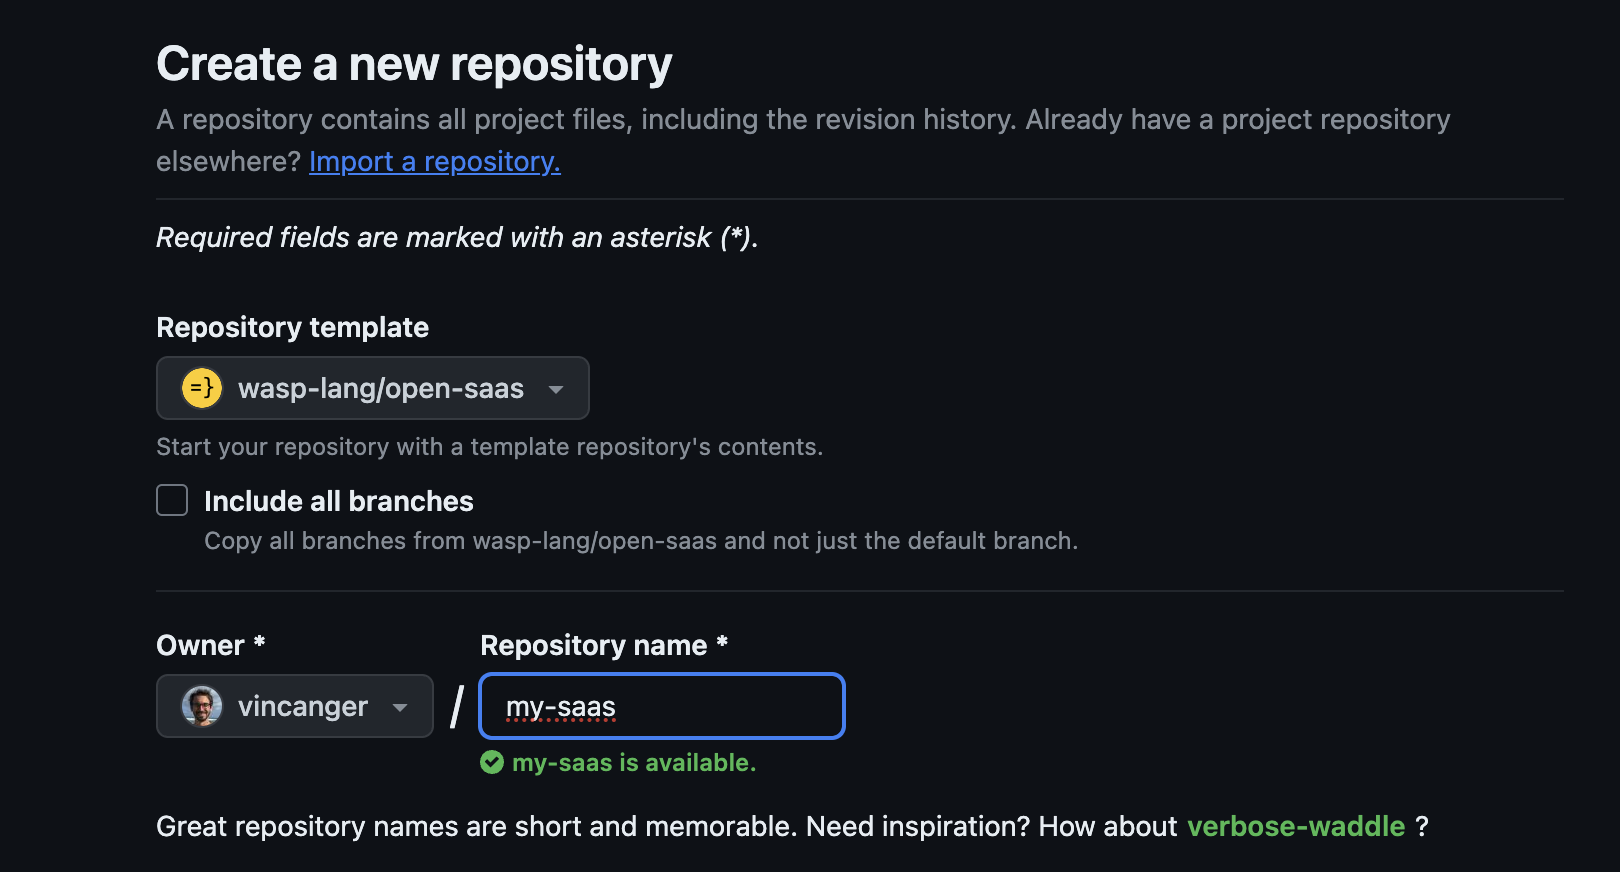 Create a new repository
A repository contains all project files, including the revision history. Already have a project repository
elsewhere? Import a repository.
Required fields are marked with an asterisk (*).
Repository template
=} wasp-lang/open-saas
Start your repository with a template repository's contents.
Include all branches
Copy all branches from wasp-lang/open-saas and not just the default branch.
Owner * Repository name *
vincanger / my-saas
my-saas is available.
Great repository names are short and memorable. Need inspiration? How about verbose-waddle ?